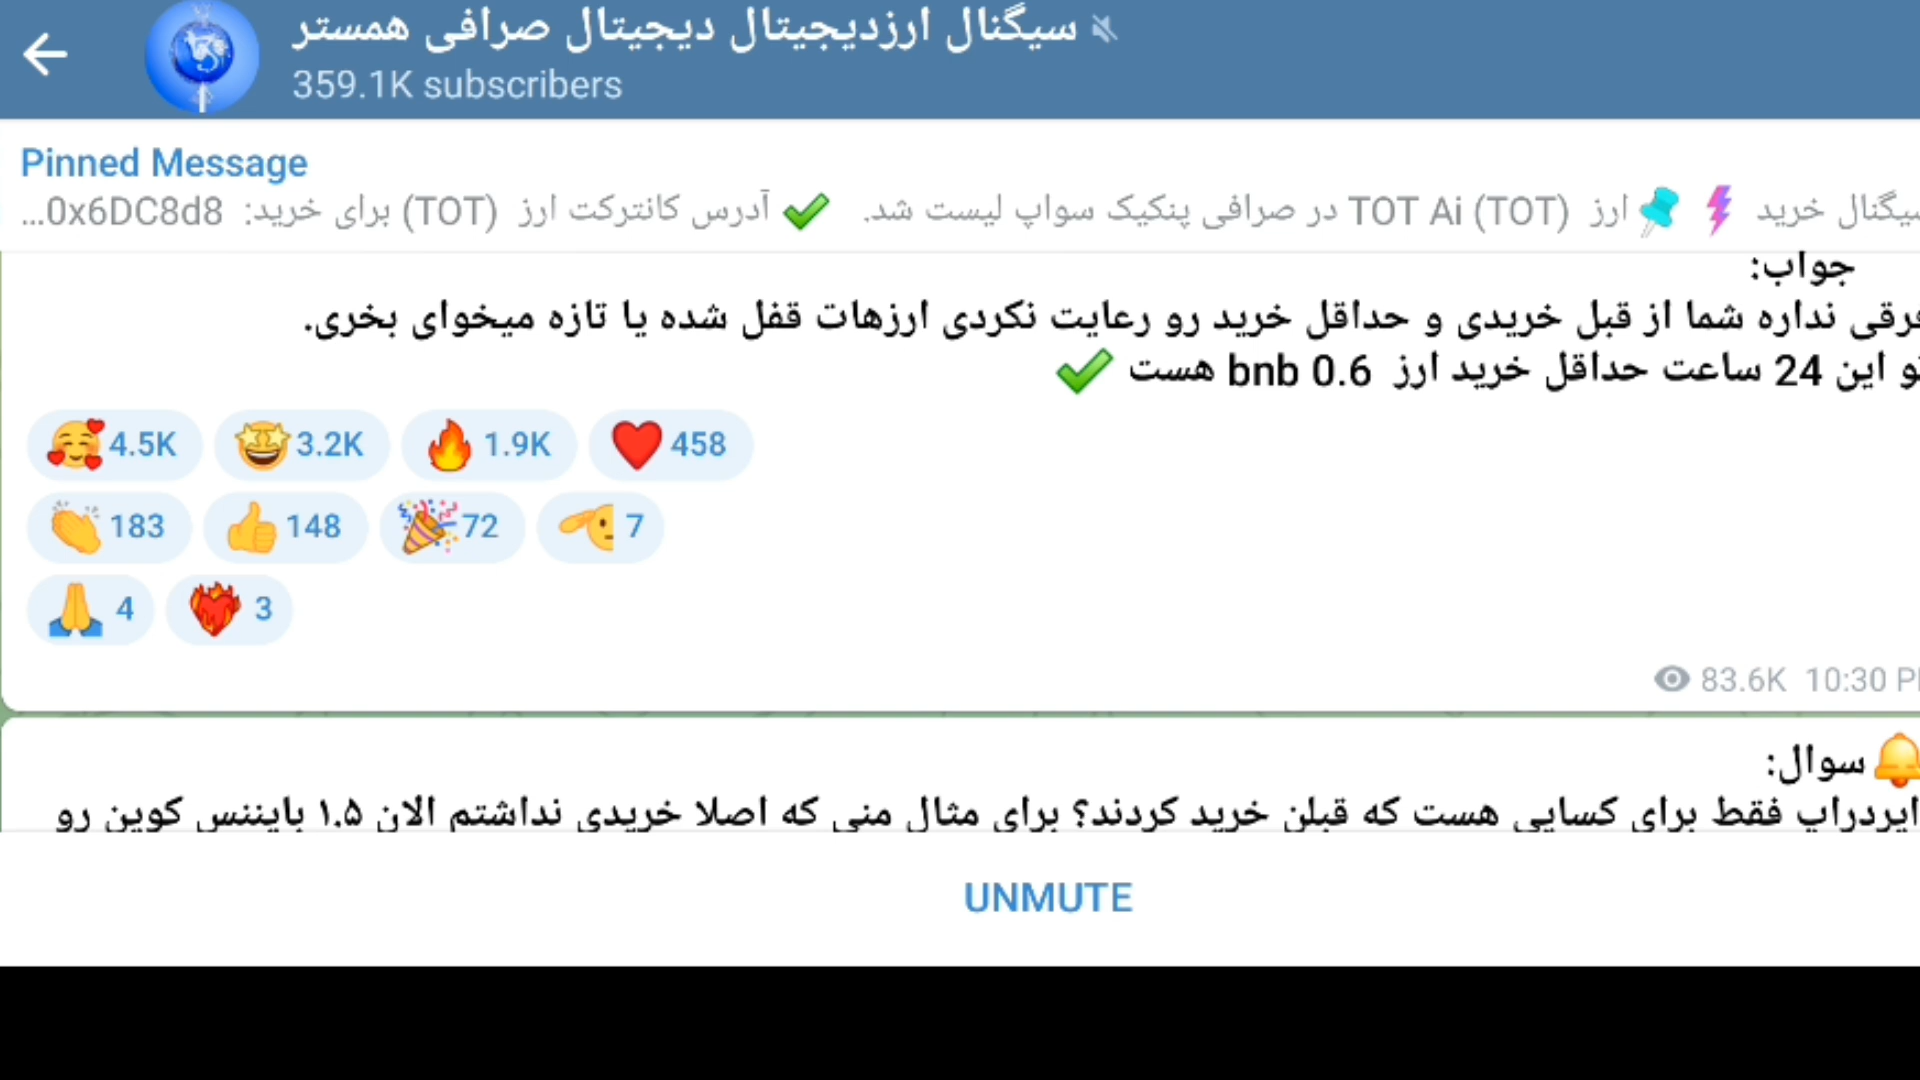 سیگنال ارزدیجیتال دیجیتال صرافی همستر
359.1K subscribers
Pinned Message
سیگنال خرید ⚡ 📌 ارز TOT Ai (TOT) در صرافی پنکیک سواپ لیست شد. ✅ آدرس کانترکت ارز (TOT) برای خرید: 0x6DC8d8...
جواب:
فرقی نداره شما از قبل خریدی و حداقل خرید رو رعایت نکردی ارزهات قفل شده یا تازه میخوای بخری.
تو این 24 ساعت حداقل خرید ارز 0.6 bnb هست ✅
🥰 4.5K 🤩 3.2K 🔥 1.9K ❤️ 458
👏 183 👍 148 🎉 72 🫡 7
🙏 4 ❤️‍🔥 3
83.6K 10:30
🔔 سوال:
ایردراپ فقط برای کسایی هست که قبلن خرید کردند؟ برای مثال منی که اصلا خریدی نداشتم الان ۱.۵ بایننس کوین رو
UNMUTE